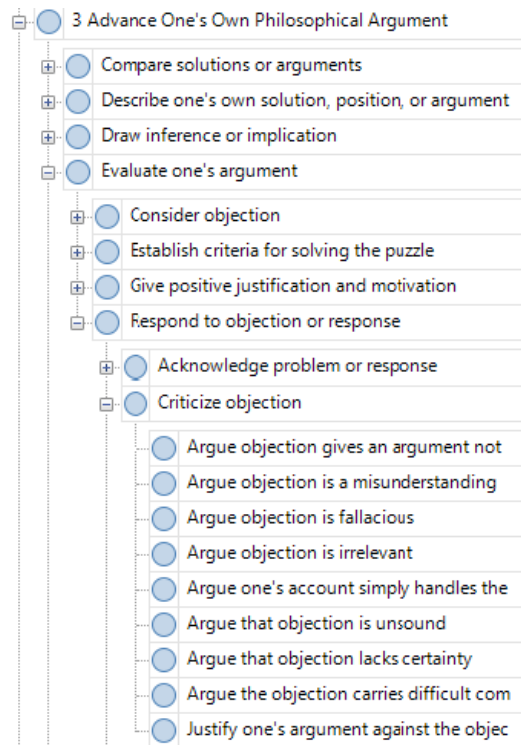 3 Advance One's Own Philosophical Argument
Compare solutions or arguments
Describe one's own solution, position, or argument
Draw inference or implication
Evaluate one's argument
Consider objection
Establish criteria for solving the puzzle
Give positive justification and motivation
Respond to objection or response
Acknowledge problem or response
Criticize objection
Argue objection gives an argument not
Argue objection is a misunderstanding
Argue objection is fallacious
Argue objection is irrelevant
Argue one's account simply handles the
Argue that objection is unsound
Argue that objection lacks certainty
Argue the objection carries difficult com
Justify one's argument against the objec